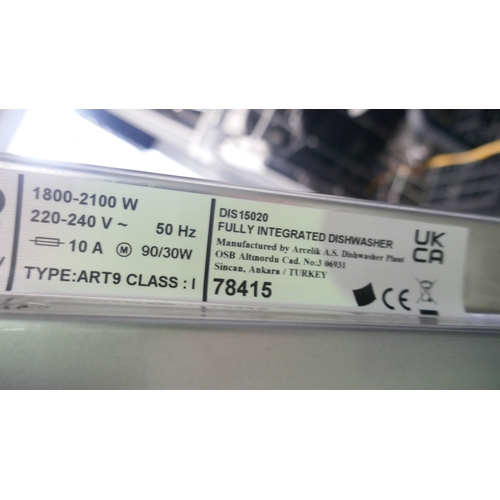 1800-2100 W
220-240 V ~ 50 Hz
10 A M 90/30W
TYPE:ART9 CLASS : I
DIS15020
FULLY INTEGRATED DISHWASHER
Manufactured by Arcelik A.S. Dishwasher Plant
OSB Altınordu Cad. No:3 06931
Sincan, Ankara / TURKEY
78415
UK
CA
CE